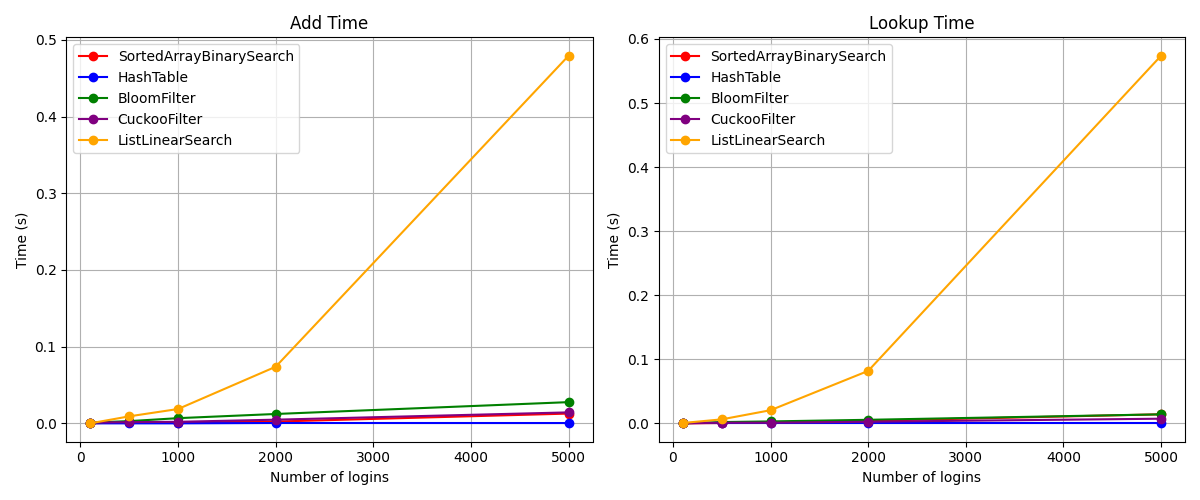 Add Time
0.5
0.4
0.3
0.2
0.1
0.0
Time (s)
SortedArrayBinarySearch
HashTable
BloomFilter
CuckooFilter
ListLinearSearch
0 1000 2000 3000 4000 5000
Number of logins
Lookup Time
0.6
0.5
0.4
0.3
0.2
0.1
0.0
Time (s)
SortedArrayBinarySearch
HashTable
BloomFilter
CuckooFilter
ListLinearSearch
0 1000 2000 3000 4000 5000
Number of logins